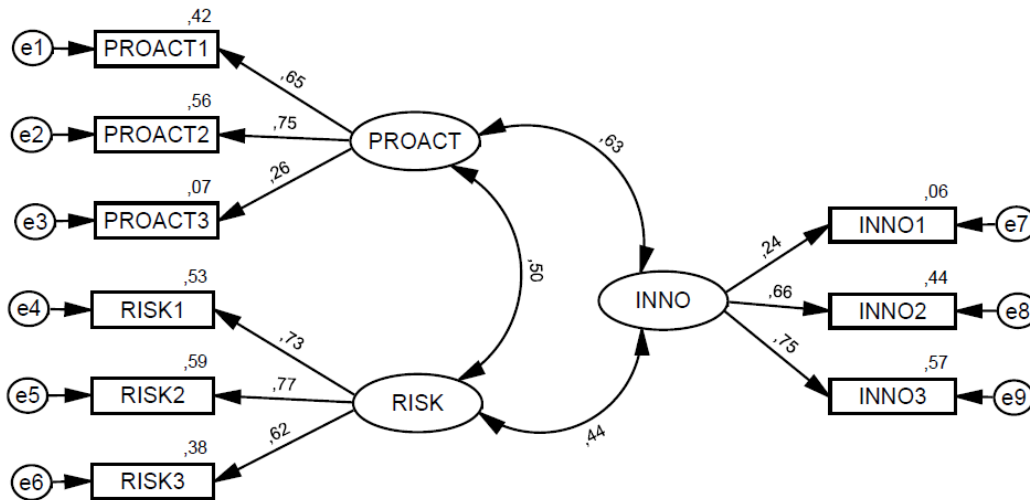 ,42
e1 PROACT1
,65
,56
e2 PROACT2
,75
PROACT
,26
,07
e3 PROACT3
,63
,50
,53
e4 RISK1
,73
,59
e5 RISK2
,77
RISK
,62
,38
e6 RISK3
,44
INNO
,06
INNO1 e7
,24
,44
INNO2 e8
,66
,57
INNO3 e9
,75